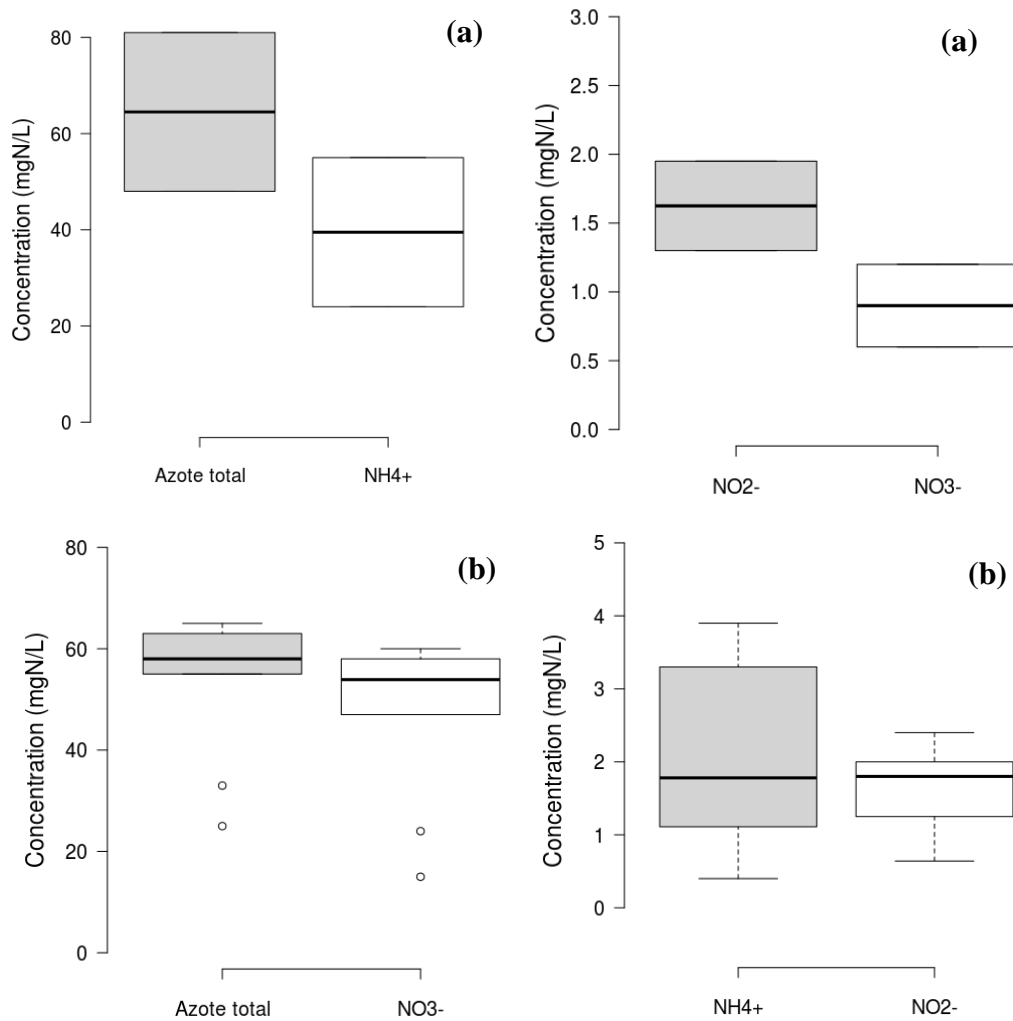 (a)
Concentration (mgN/L)
80
60
40
20
0
Azote total
NH4+
(a)
Concentration (mgN/L)
3.0
2.5
2.0
1.5
1.0
0.5
0.0
NO2-
NO3-
(b)
Concentration (mgN/L)
80
60
40
20
0
Azote total
NO3-
(b)
Concentration (mgN/L)
5
4
3
2
1
0
NH4+
NO2-